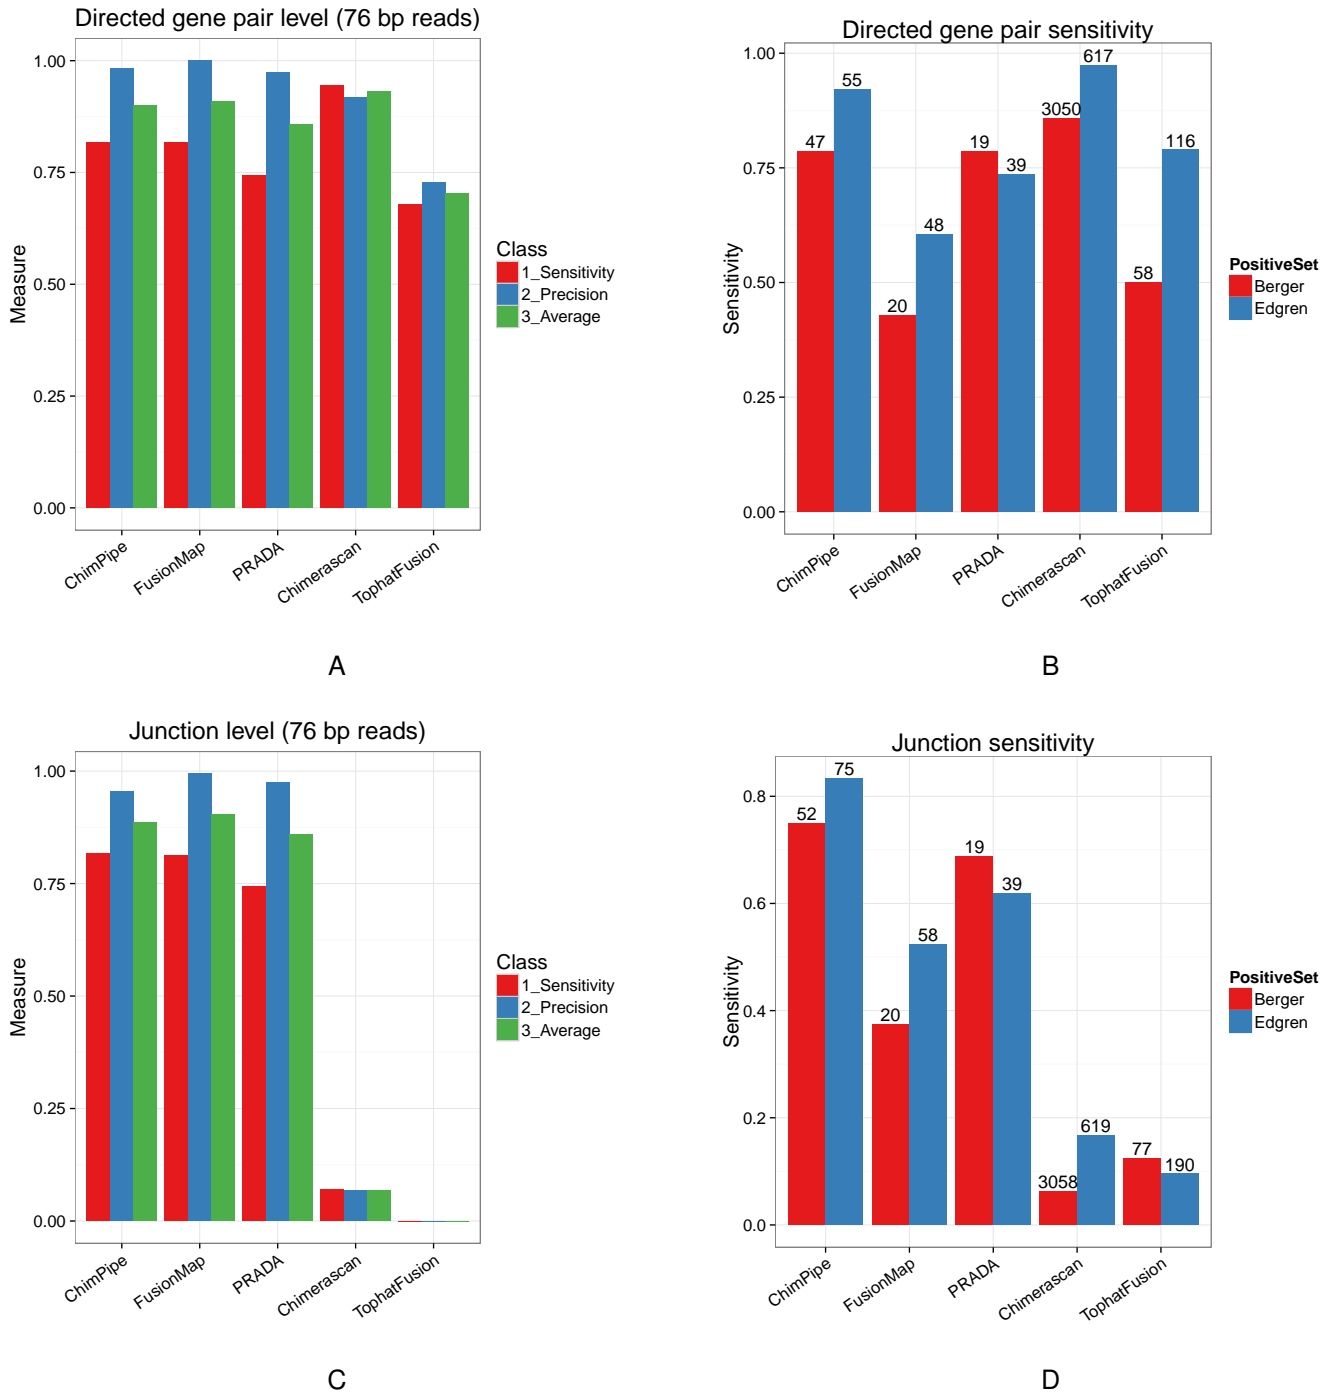 Directed gene pair level (76 bp reads)
1.00
0.75
0.50
0.25
0.00
Measure
ChimPipe
FusionMap
PRADA
Chimerascan
TophatFusion
Class
1_Sensitivity
2_Precision
3_Average
A
Directed gene pair sensitivity
1.00
0.75
0.50
0.25
0.00
Sensitivity
47
55
20
48
19
39
3050
617
58
116
ChimPipe
FusionMap
PRADA
Chimerascan
TophatFusion
PositiveSet
Berger
Edgren
B
Junction level (76 bp reads)
1.00
0.75
0.50
0.25
0.00
Measure
ChimPipe
FusionMap
PRADA
Chimerascan
TophatFusion
Class
1_Sensitivity
2_Precision
3_Average
C
Junction sensitivity
0.8
0.6
0.4
0.2
0.0
Sensitivity
52
75
20
58
19
39
3058
619
77
190
ChimPipe
FusionMap
PRADA
Chimerascan
TophatFusion
PositiveSet
Berger
Edgren
D